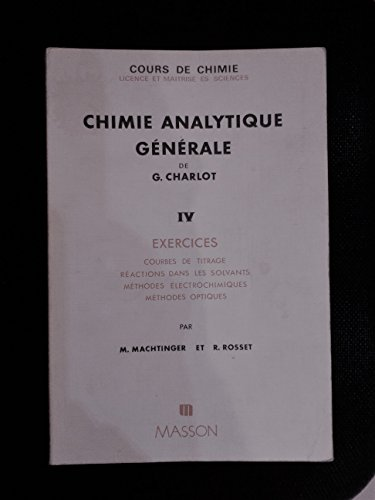 COURS DE CHIMIE
LICENCE ET MAITRISE ES SCIENCES
CHIMIE ANALYTIQUE
GÉNÉRALE
DE
G. CHARLOT
IV
EXERCICES
COURBES DE TITRAGE
RÉACTIONS DANS LES SOLVANTS
MÉTHODES ÉLECTROCHIMIQUES
MÉTHODES OPTIQUES
PAR
M. MACHTINGER ET R. ROSSET
m
MASSON